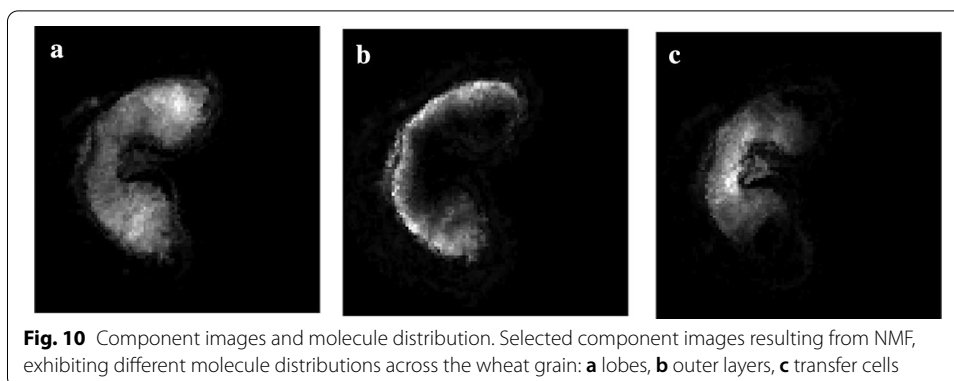 a
b
c
Fig. 10 Component images and molecule distribution. Selected component images resulting from NMF,
exhibiting different molecule distributions across the wheat grain: a lobes, b outer layers, c transfer cells